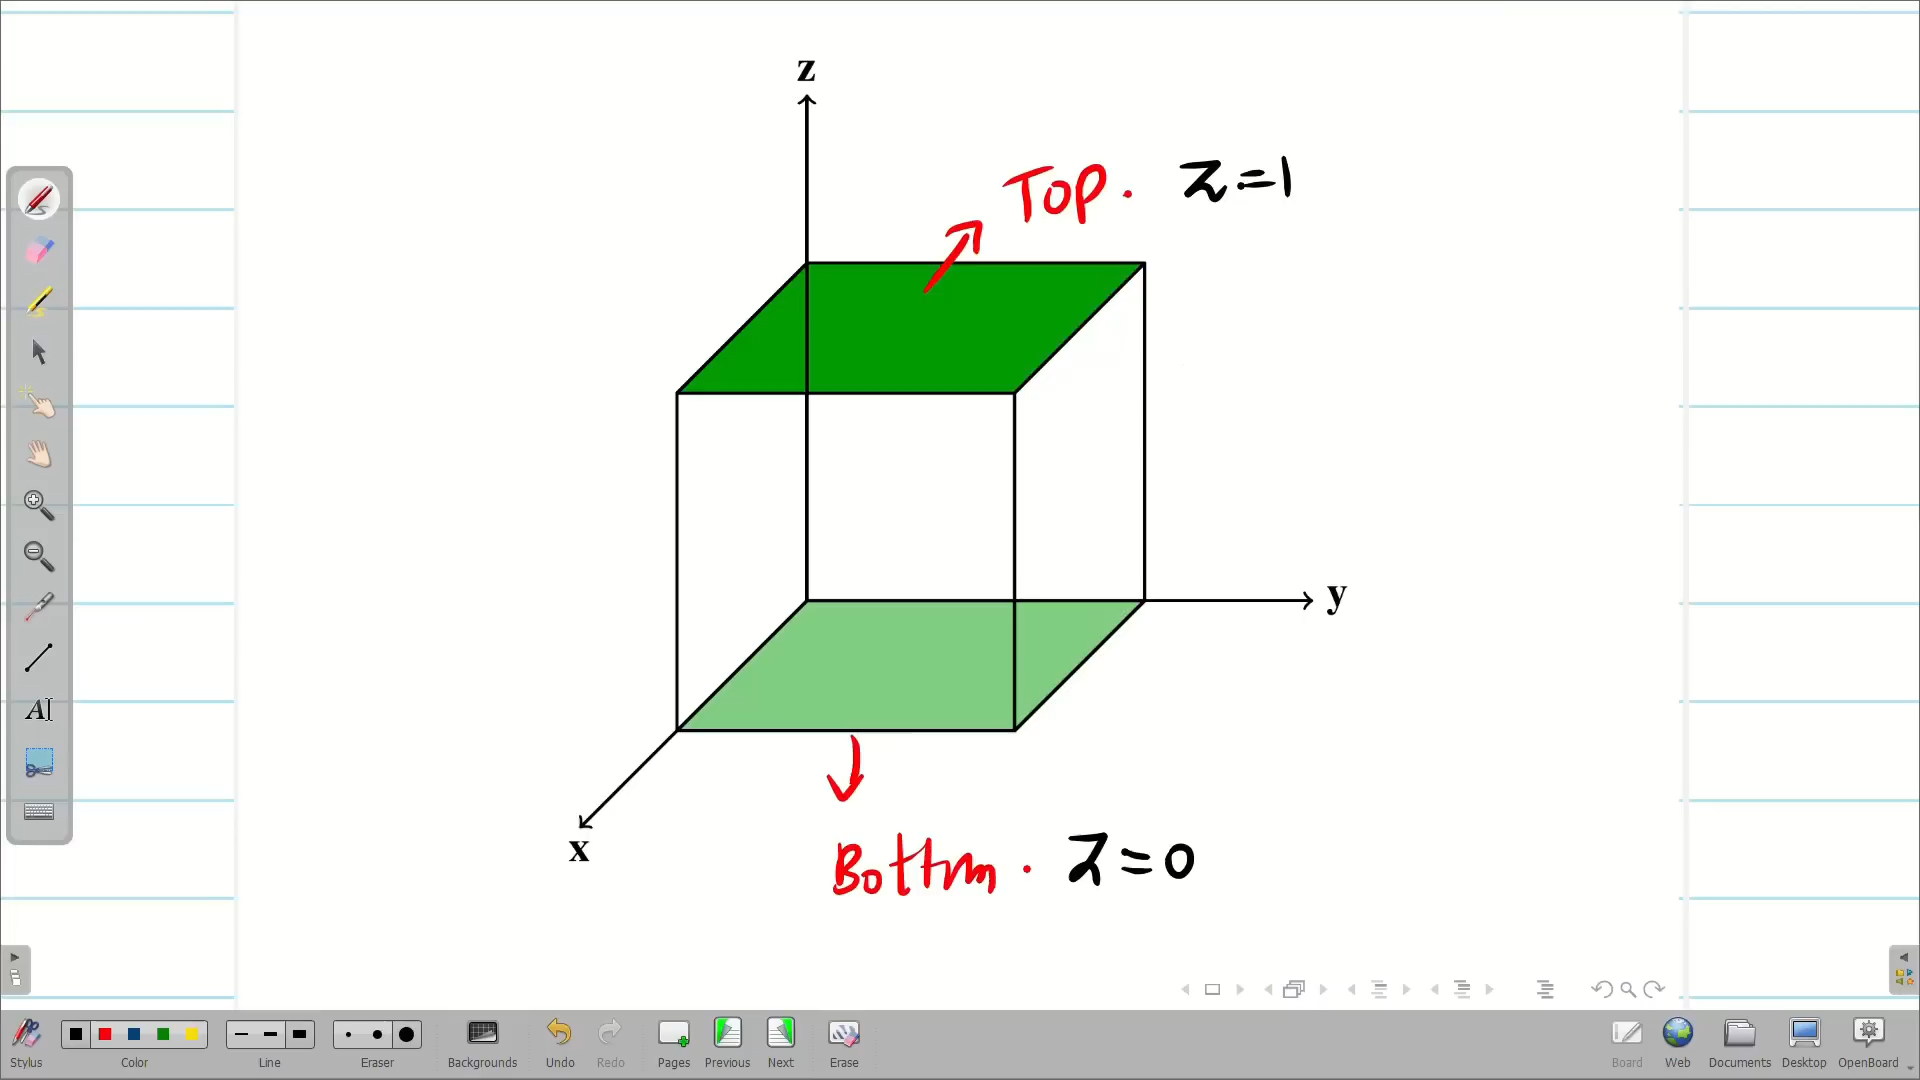 z
Top. z=1
y
x
Bottom. z=0
A
Stylus Color Line Eraser Backgrounds Undo Redo Pages Previous Next Erase Board Web Documents Desktop OpenBoard